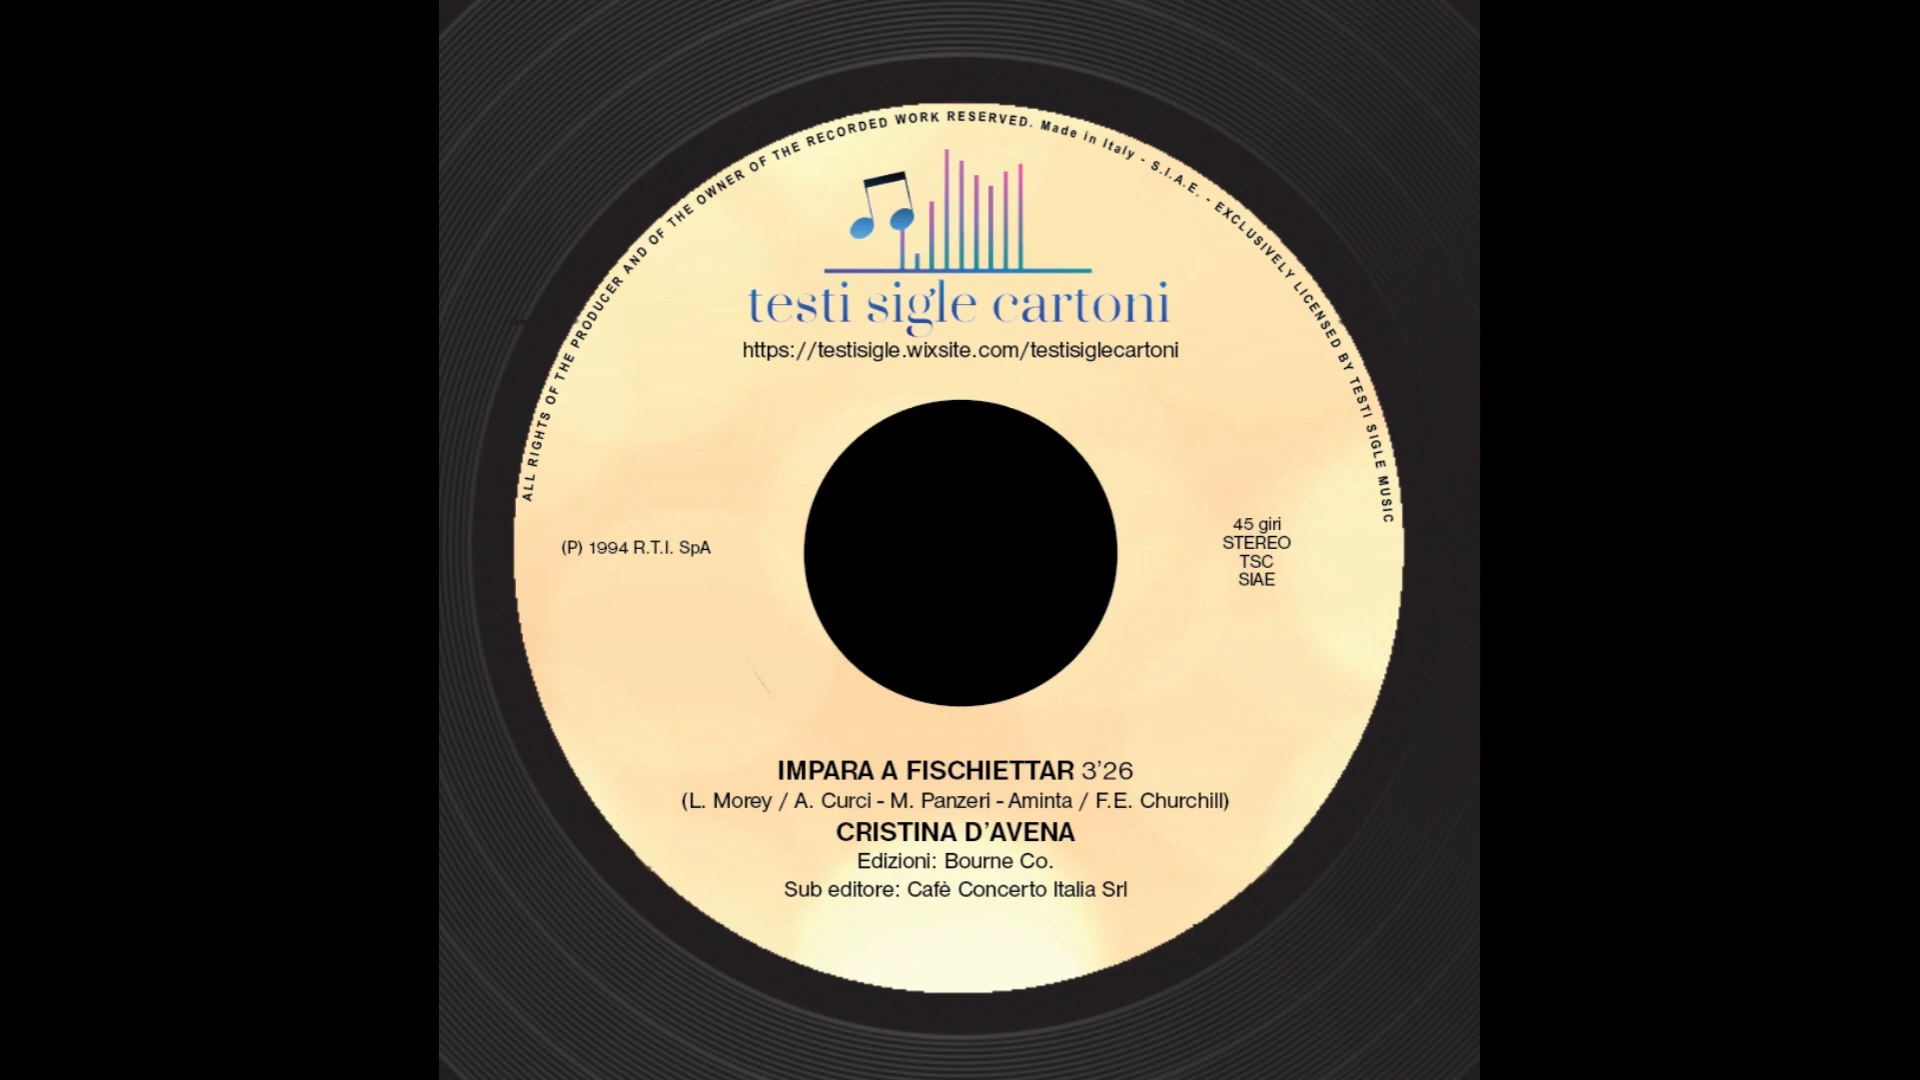 ALL RIGHTS OF THE PRODUCER AND OF THE OWNER OF THE RECORDED WORK RESERVED. Made in Italy - S.I.A.E. - EXCLUSIVELY LICENSED BY TESTI SIGLE MUSIC
testi sigle cartoni
https://testisigle.wixsite.com/testisiglecartoni
(P) 1994 R.T.I. SpA
45 giri
STEREO
TSC
SIAE
IMPARA A FISCHIETTAR 3’26
(L. Morey / A. Curci - M. Panzeri - Aminta / F.E. Churchill)
CRISTINA D’AVENA
Edizioni: Bourne Co.
Sub editore: Cafè Concerto Italia Srl